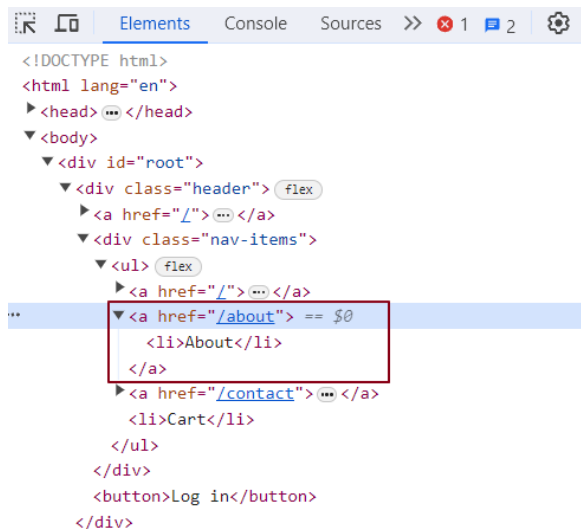 Elements Console Sources 1 2
<!DOCTYPE html>
<html lang="en">
<head> … </head>
<body>
<div id="root">
<div class="header"> flex
<a href="/"> … </a>
<div class="nav-items">
<ul> flex
<a href="/"> … </a>
<a href="/about"> == $0
<li>About</li>
</a>
<a href="/contact"> … </a>
<li>Cart</li>
</ul>
</div>
<button>Log in</button>
</div>